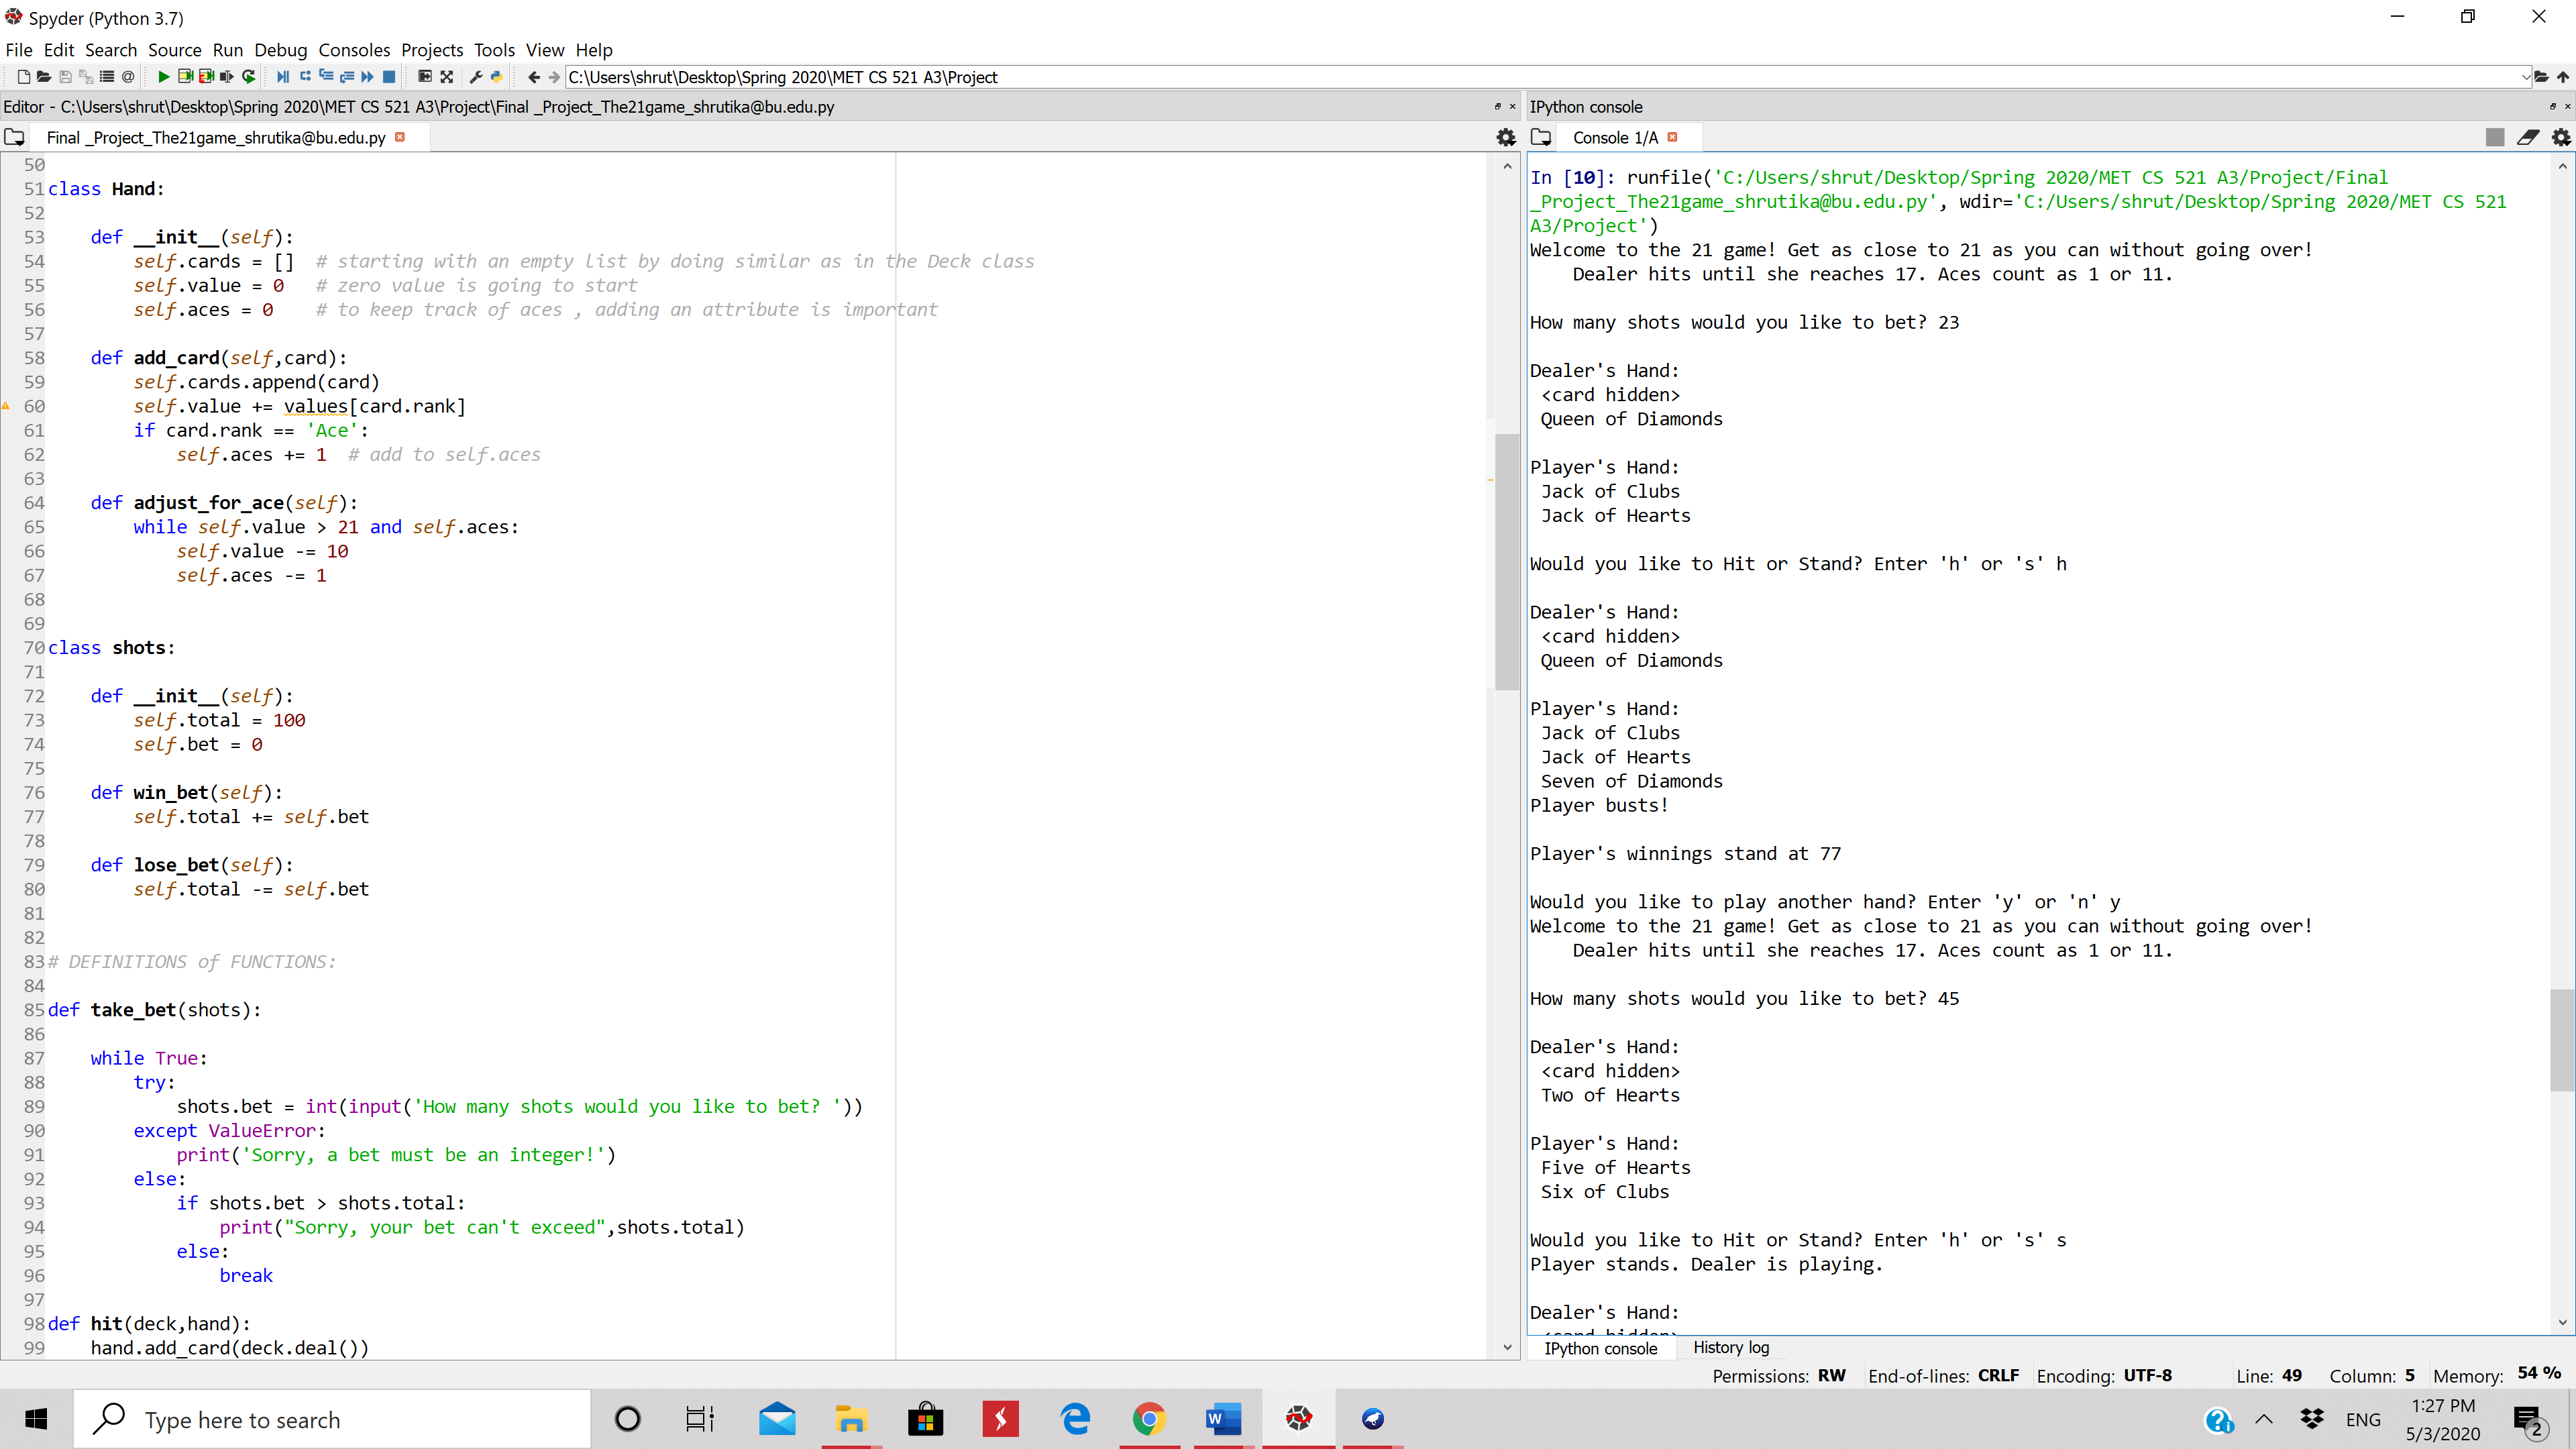 Spyder (Python 3.7)
File Edit Search Source Run Debug Consoles Projects Tools View Help
C:\Users\shrut\Desktop\Spring 2020\MET CS 521 A3\Project
Editor - C:\Users\shrut\Desktop\Spring 2020\MET CS 521 A3\Project\Final _Project_The21game_shrutika@bu.edu.py
Final _Project_The21game_shrutika@bu.edu.py
50
51 class Hand:
52
53     def __init__(self):
54         self.cards = []  # starting with an empty list by doing similar as in the Deck class
55         self.value = 0   # zero value is going to start
56         self.aces = 0    # to keep track of aces , adding an attribute is important
57
58     def add_card(self,card):
59         self.cards.append(card)
60         self.value += values[card.rank]
61         if card.rank == 'Ace':
62             self.aces += 1  # add to self.aces
63
64     def adjust_for_ace(self):
65         while self.value > 21 and self.aces:
66             self.value -= 10
67             self.aces -= 1
68
69
70 class shots:
71
72     def __init__(self):
73         self.total = 100
74         self.bet = 0
75
76     def win_bet(self):
77         self.total += self.bet
78
79     def lose_bet(self):
80         self.total -= self.bet
81
82
83 # DEFINITIONS of FUNCTIONS:
84
85 def take_bet(shots):
86
87     while True:
88         try:
89             shots.bet = int(input('How many shots would you like to bet? '))
90         except ValueError:
91             print('Sorry, a bet must be an integer!')
92         else:
93             if shots.bet > shots.total:
94                 print("Sorry, your bet can't exceed",shots.total)
95             else:
96                 break
97
98 def hit(deck,hand):
99     hand.add_card(deck.deal())
IPython console
Console 1/A
In [10]: runfile('C:/Users/shrut/Desktop/Spring 2020/MET CS 521 A3/Project/Final
_Project_The21game_shrutika@bu.edu.py', wdir='C:/Users/shrut/Desktop/Spring 2020/MET CS 521
A3/Project')
Welcome to the 21 game! Get as close to 21 as you can without going over!
    Dealer hits until she reaches 17. Aces count as 1 or 11.
How many shots would you like to bet? 23
Dealer's Hand:
 <card hidden>
 Queen of Diamonds
Player's Hand:
 Jack of Clubs
 Jack of Hearts
Would you like to Hit or Stand? Enter 'h' or 's' h
Dealer's Hand:
 <card hidden>
 Queen of Diamonds
Player's Hand:
 Jack of Clubs
 Jack of Hearts
 Seven of Diamonds
Player busts!
Player's winnings stand at 77
Would you like to play another hand? Enter 'y' or 'n' y
Welcome to the 21 game! Get as close to 21 as you can without going over!
    Dealer hits until she reaches 17. Aces count as 1 or 11.
How many shots would you like to bet? 45
Dealer's Hand:
 <card hidden>
 Two of Hearts
Player's Hand:
 Five of Hearts
 Six of Clubs
Would you like to Hit or Stand? Enter 'h' or 's' s
Player stands. Dealer is playing.
Dealer's Hand:
 <card hidden>
IPython console History log
Permissions: RW End-of-lines: CRLF Encoding: UTF-8 Line: 49 Column: 5 Memory: 54 %
Type here to search
ENG
1:27 PM
5/3/2020
2